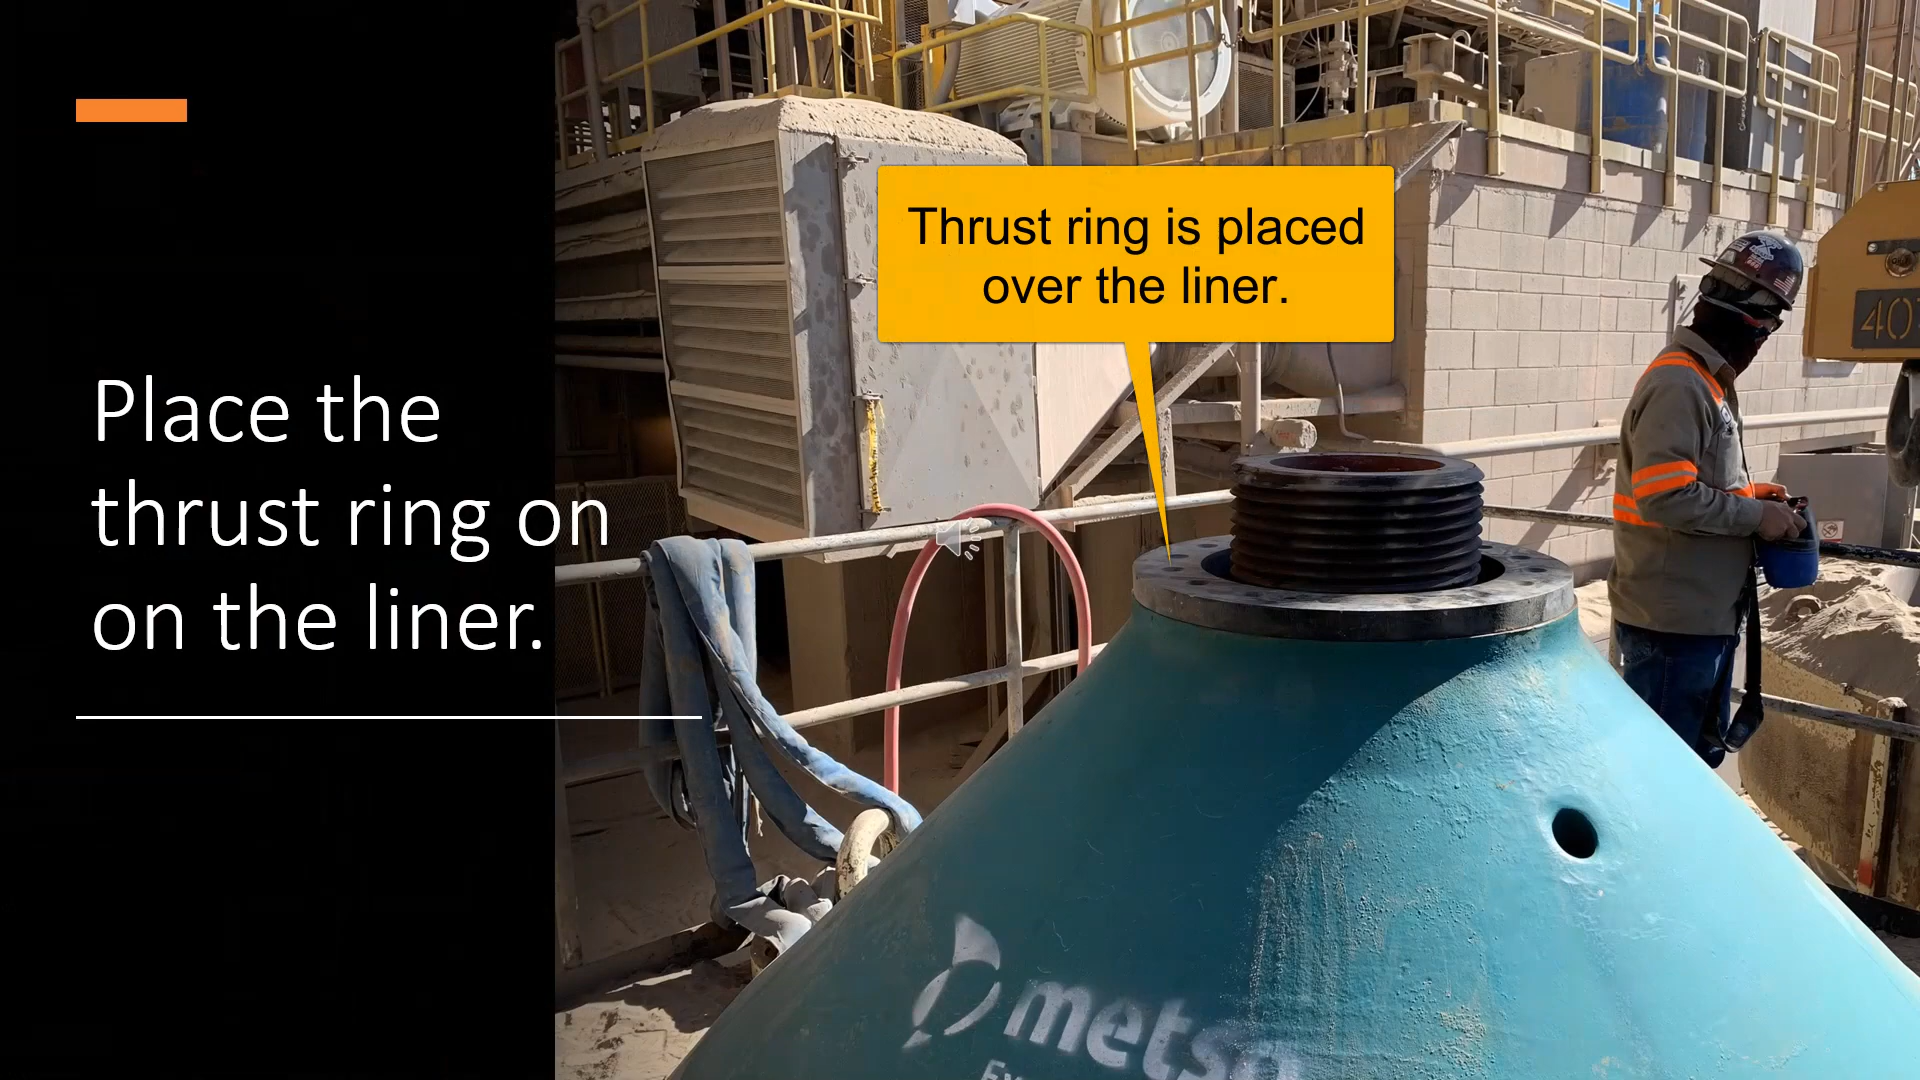 Place the
thrust ring on
on the liner.
Thrust ring is placed
over the liner.
40
metso